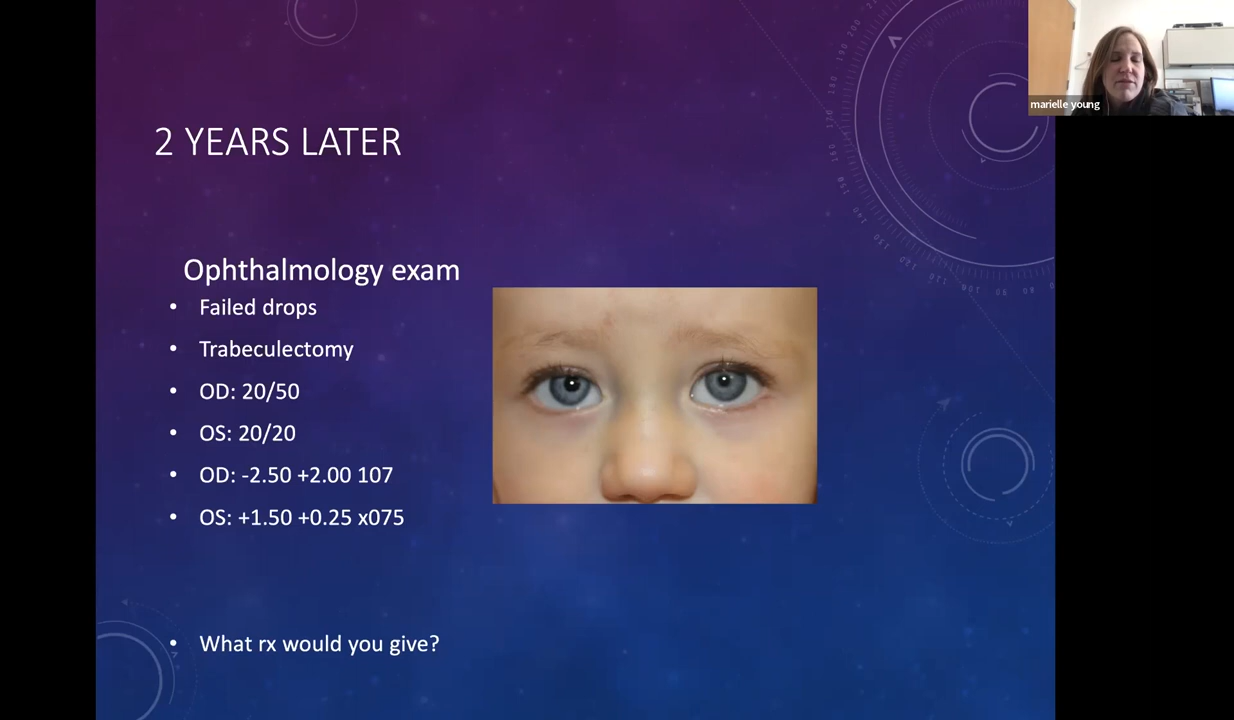 marielle young
2 YEARS LATER
Ophthalmology exam
• Failed drops
• Trabeculectomy
• OD: 20/50
• OS: 20/20
• OD: -2.50 +2.00 107
• OS: +1.50 +0.25 x075
• What rx would you give?